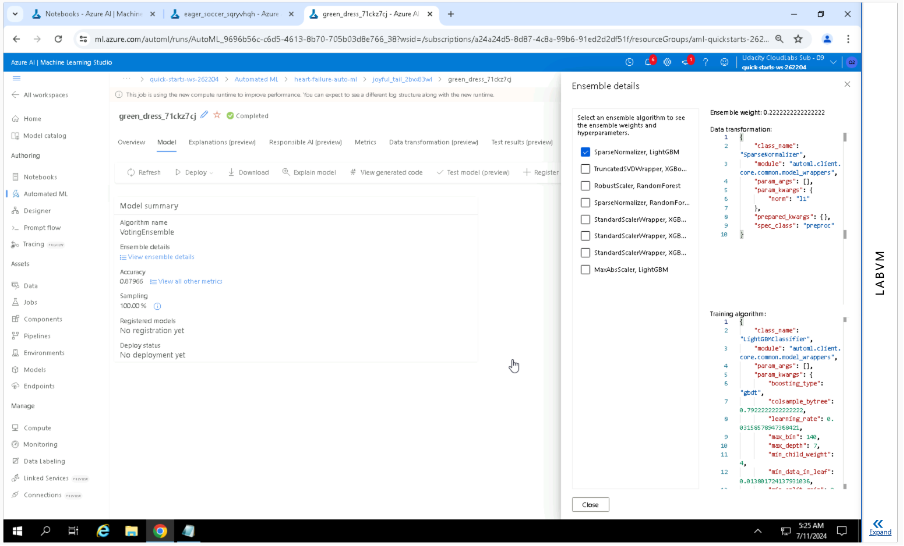 Notebooks - Azure AI | Machin
eager_soccer_sqryvhqh - Azure
green_dress_71ckz7cj - Azure AI
ml.azure.com/automl/runs/AutoML_9696b56c-c6d5-4613-8b70-705b03d8e766_38?wsid=/subscriptions/a24a24d5-8d87-4c8a-99b6-91ed2d2df51f/resourceGroups/aml-quickstarts-262...
Azure AI | Machine Learning Studio
Udacity CloudLabs Sub - 09
quick-starts-ws-262204
All workspaces
Home
Model catalog
Authoring
Notebooks
Automated ML
Designer
Prompt flow
Tracing PREVIEW
Assets
Data
Jobs
Components
Pipelines
Environments
Models
Endpoints
Manage
Compute
Monitoring
Data Labeling
Linked Services PREVIEW
Connections PREVIEW
quick-starts-ws-262204 > Automated ML > heart-failure-auto-ml > > green_dress_71ckz7cj
This job is using the new compute runtime to improve performance. You can expect to see a different log structure along with the new runtime.
green_dress_71ckz7cj Completed
Overview Model Explanations (preview) Responsible AI (preview) Metrics Data transformation (preview) Test results (preview)
Refresh Deploy Download Explain model View generated code Test model (preview) Register
Model summary
Algorithm name
VotingEnsemble
Ensemble details
View ensemble details
Accuracy
0.87966 View all other metrics
Sampling
100.00 %
Registered models
No registration yet
Deploy status
No deployment yet
Ensemble details
Select an ensemble algorithm to see
the ensemble weights and
hyperparameters.
SparseNormalizer, LightGBM
TruncatedSVDWrapper, XGBo...
RobustScaler, RandomForest
SparseNormalizer, RandomFor...
StandardScalerWrapper, XGB...
StandardScalerWrapper, XGB...
StandardScalerWrapper, XGB...
MaxAbsScaler, LightGBM
Ensemble weight: 0.2222222222222222
Data transformation:
1 {
2 "class_name":
"SparseNormalizer",
3 "module": "automl.client.
core.common.model_wrappers",
4 "param_args": [],
5 "param_kwargs": {
6 "norm": "l1"
7 },
8 "prepared_kwargs": {},
9 "spec_class": "preproc"
10 }
Training algorithm:
1 {
2 "class_name":
"LightGBMClassifier",
3 "module": "automl.client.
core.common.model_wrappers",
4 "param_args": [],
5 "param_kwargs": {
6 "boosting_type":
"gbdt",
7 "colsample_bytree":
0.7922222222222222,
8 "learning_rate": 0.
03158578947368421,
9 "max_bin": 140,
10 "max_depth": 7,
11 "min_child_weight":
4,
12 "min_data_in_leaf":
0.013801724137931036,
Close
5:25 AM
7/11/2024
LABVM
Expand